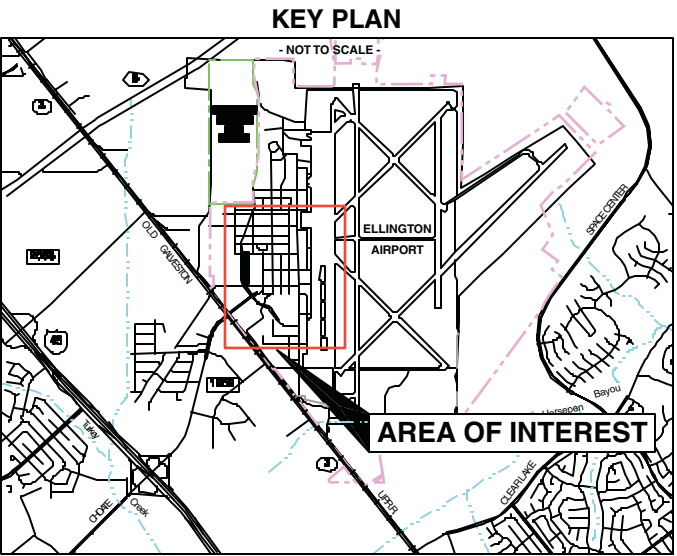 KEY PLAN
- NOT TO SCALE -
OLD GALVESTON
ELLINGTON
AIRPORT
SPACE CENTER
45
Bayou
Horsepen
AREA OF INTEREST
Turkey
Creek
CHOATE
UPRR
CLEAR LAKE
3